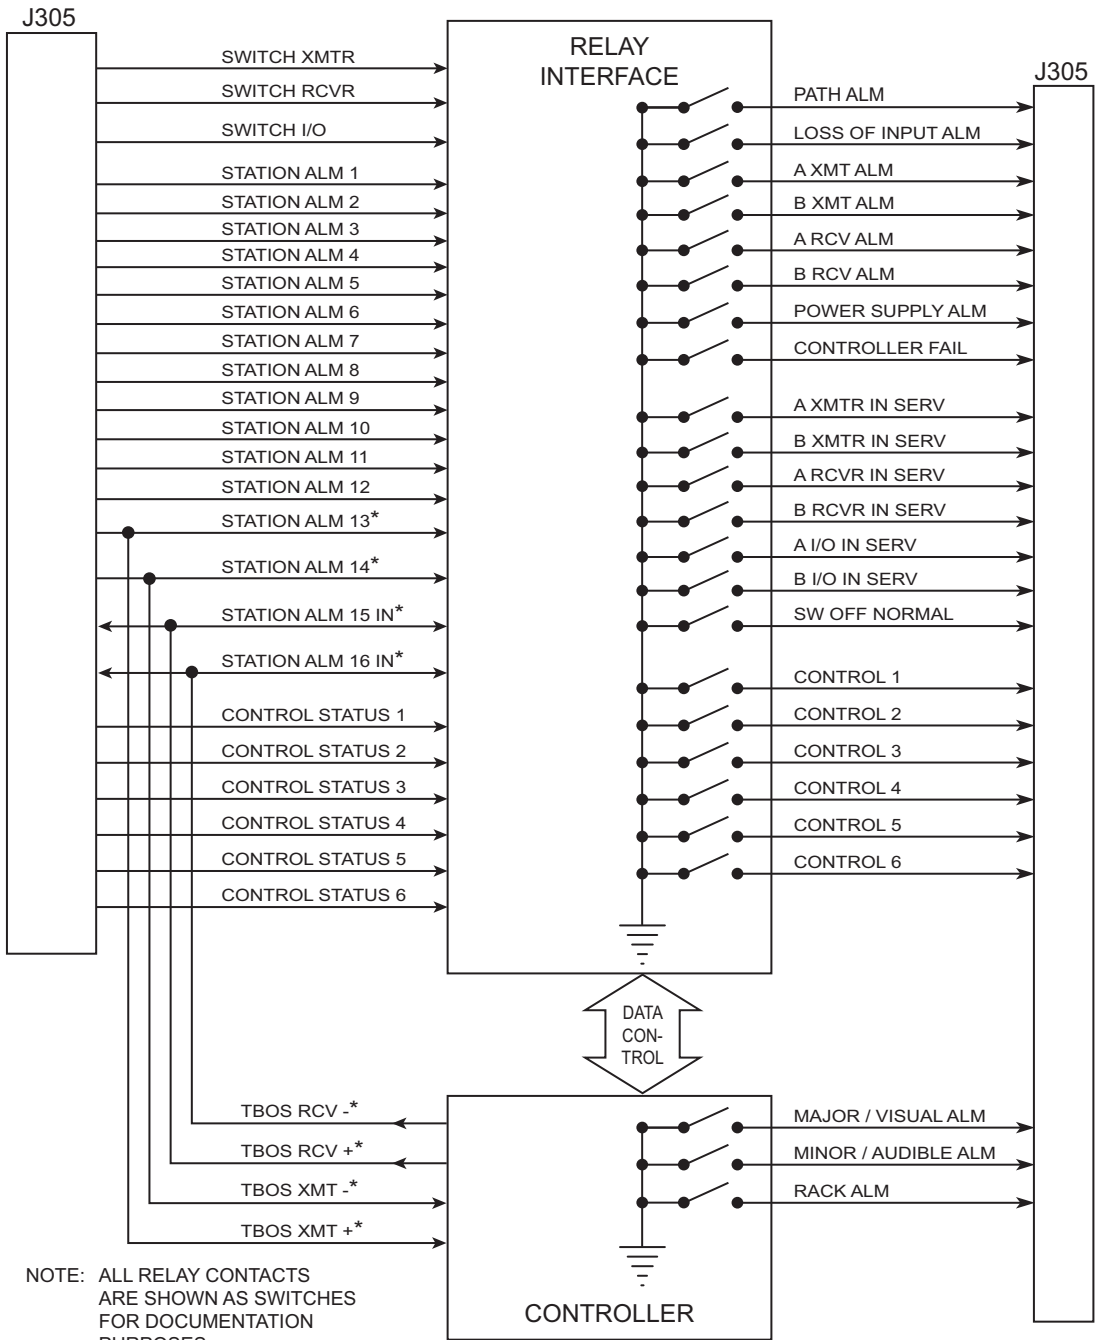 J305
SWITCH XMTR
SWITCH RCVR
SWITCH I/O
STATION ALM 1
STATION ALM 2
STATION ALM 3
STATION ALM 4
STATION ALM 5
STATION ALM 6
STATION ALM 7
STATION ALM 8
STATION ALM 9
STATION ALM 10
STATION ALM 11
STATION ALM 12
STATION ALM 13*
STATION ALM 14*
STATION ALM 15 IN*
STATION ALM 16 IN*
CONTROL STATUS 1
CONTROL STATUS 2
CONTROL STATUS 3
CONTROL STATUS 4
CONTROL STATUS 5
CONTROL STATUS 6
RELAY
INTERFACE
J305
PATH ALM
LOSS OF INPUT ALM
A XMT ALM
B XMT ALM
A RCV ALM
B RCV ALM
POWER SUPPLY ALM
CONTROLLER FAIL
A XMTR IN SERV
B XMTR IN SERV
A RCVR IN SERV
B RCVR IN SERV
A I/O IN SERV
B I/O IN SERV
SW OFF NORMAL
CONTROL 1
CONTROL 2
CONTROL 3
CONTROL 4
CONTROL 5
CONTROL 6
DATA
CON-
TROL
TBOS RCV -*
TBOS RCV +*
TBOS XMT -*
TBOS XMT +*
MAJOR / VISUAL ALM
MINOR / AUDIBLE ALM
RACK ALM
CONTROLLER
NOTE: ALL RELAY CONTACTS
ARE SHOWN AS SWITCHES
FOR DOCUMENTATION
PURPOSES